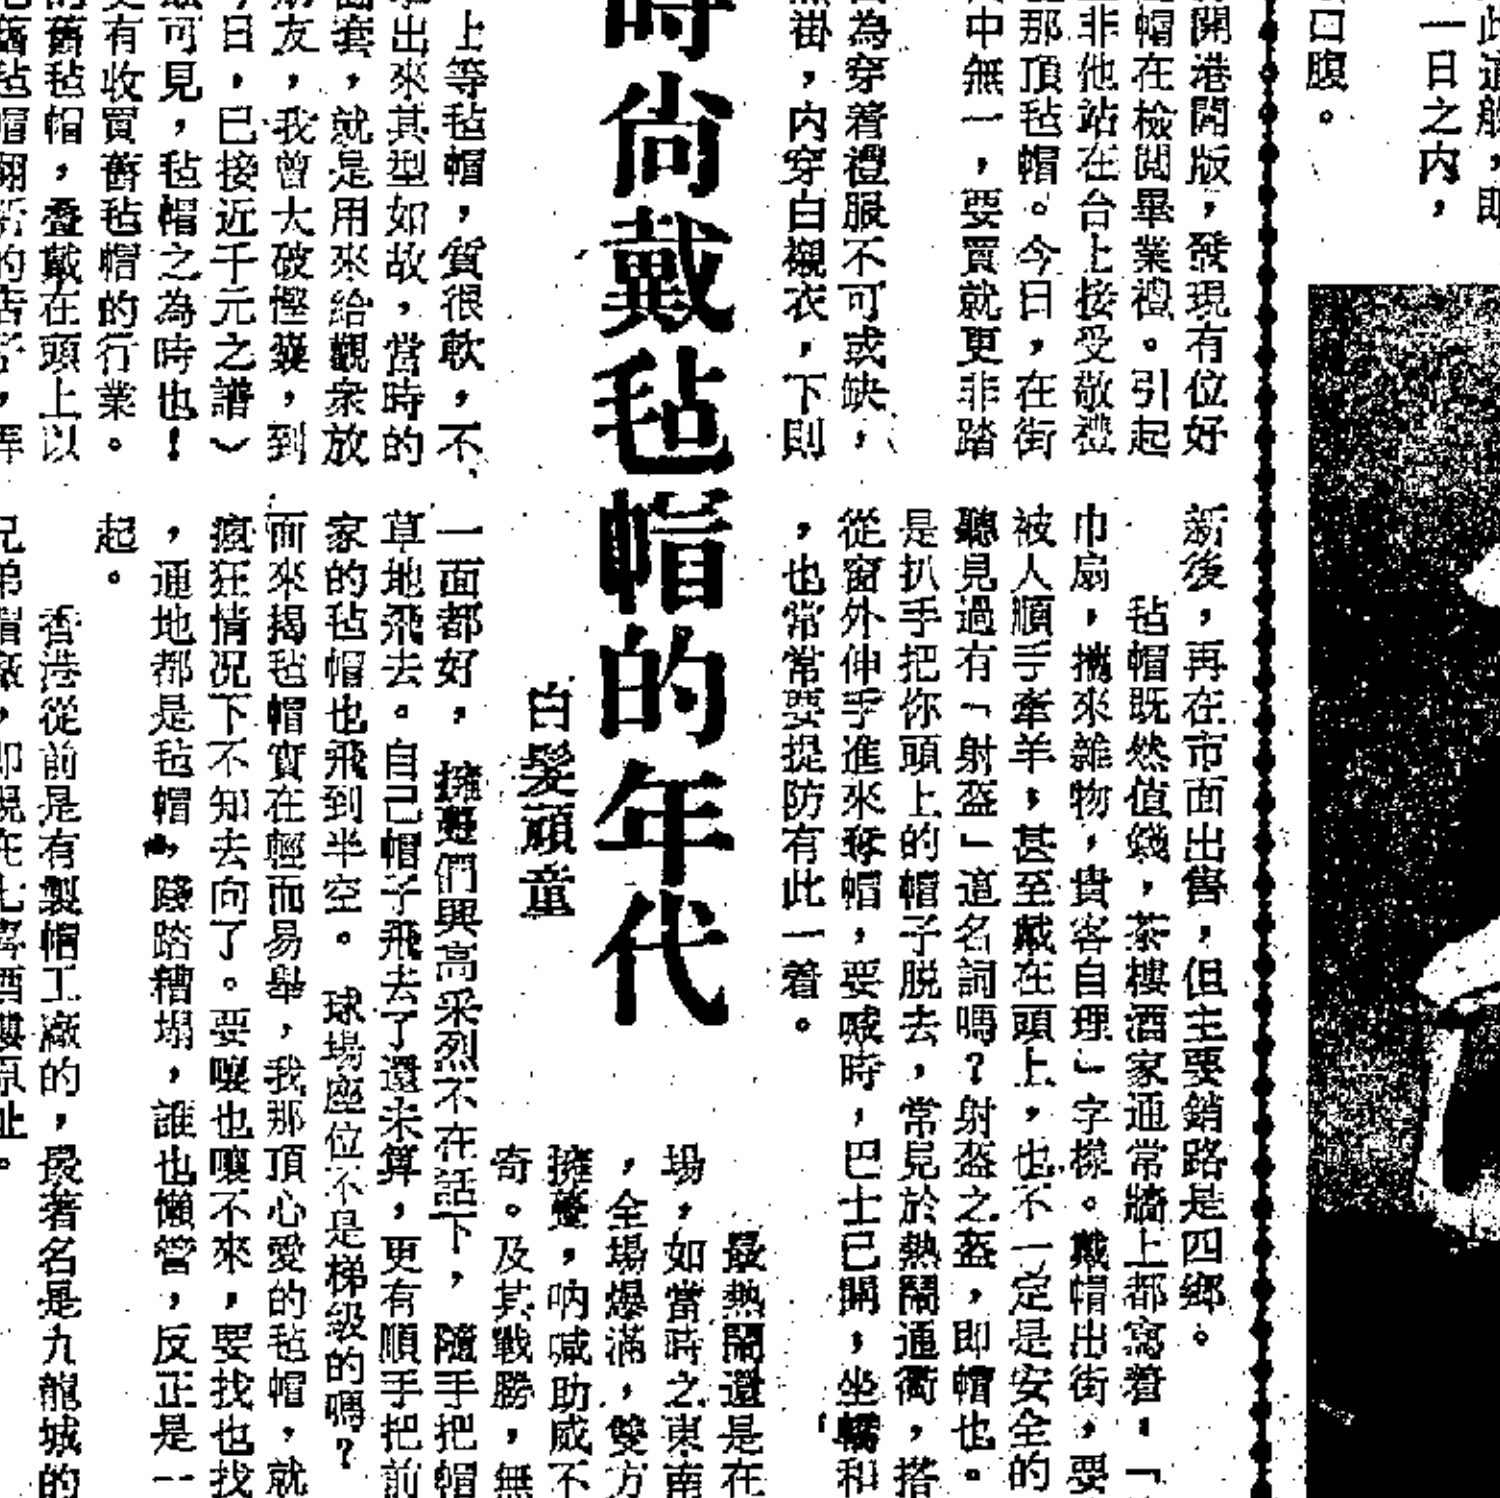 此道般，即
一日之內，
口腹。
開港開版，發現有位好
帽在檢閱畢業禮。引起
非他站在台上接受敬禮
那頂毡帽。今日，在街
中無一，要買就更非踏
為穿着禮服不可或缺，
掛，内穿白襯衣，下則
時尚戴毡帽的年代
白髮頑童
上等毡帽，質很軟，不
出來其型如故，當時的
套，就是用來給觀衆放
友，我曾大破慳囊，到
日，已接近千元之譜）
可見，毡帽之為時也！
有收買舊毡帽的行業。
舊毡帽，叠戴在頭上以
新後，再在市面出售，但主要銷路是四鄉。
毡帽既然值錢，茶樓酒家通常牆上都寫着：「
巾扇，攜來雜物，貴客自理」字樣。戴帽出街，要
被人順手牽羊，甚至戴在頭上，也不一定是安全的
聽見過有「射盔」這名詞嗎？射盔之盔，即帽也。
是扒手把你頭上的帽子脱去，常見於熱鬧通衢，搭
從窗外伸手進來奪帽，要喊時，巴士已開，坐轎和
，也常常要提防有此一着。
最熱鬧還是在
場，如當時之東南
，全場爆滿，雙方
擁躉，吶喊助威不
奇。及其戰勝，無
一面都好，擁躉們興高采烈不在話下，隨手把帽
草地飛去。自己帽子飛去了還未算，更有順手把前
家的毡帽也飛到半空。球場座位不是梯級的嗎？
而來揭毡帽實在輕而易舉，我那頂心愛的毡帽，就
瘋狂情況下不知去向了。要嚷也嚷不來，要找也找
，通地都是毡帽，踐踏糟塌，誰也懶管，反正是一
起。
香港從前是有製帽工廠的，最著名是九龍城的